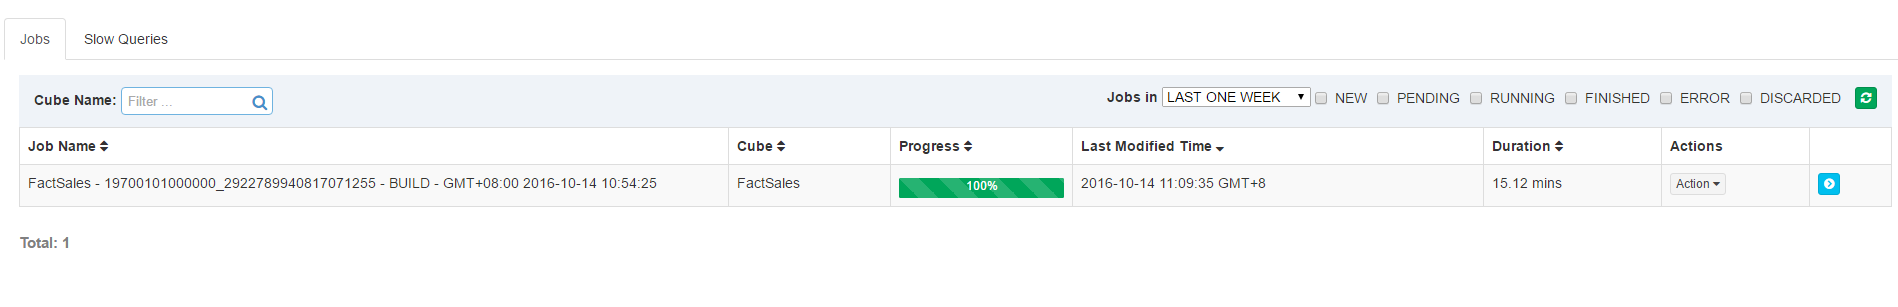 Jobs Slow Queries
Cube Name: Filter ... Jobs in LAST ONE WEEK NEW PENDING RUNNING FINISHED ERROR DISCARDED
Job Name Cube Progress Last Modified Time Duration Actions
FactSales - 19700101000000_2922789940817071255 - BUILD - GMT+08:00 2016-10-14 10:54:25 FactSales 100% 2016-10-14 11:09:35 GMT+8 15.12 mins Action
Total: 1